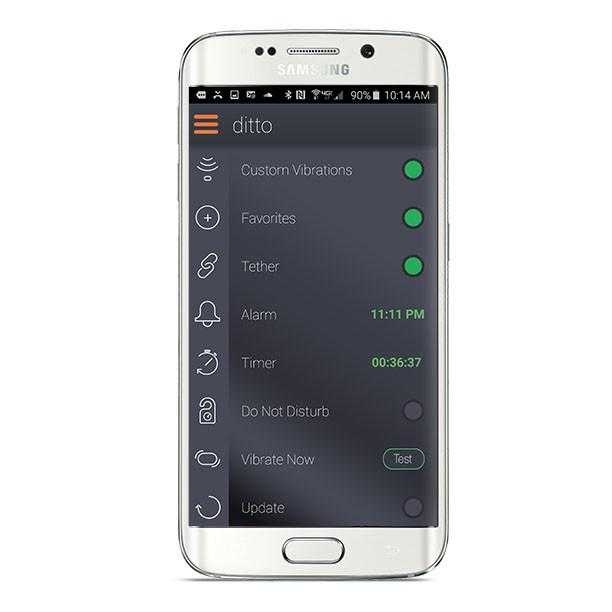 SAMSUNG
90% 10:14 AM
ditto
Custom Vibrations
Favorites
Tether
Alarm 11:11 PM
Timer 00:36:37
Do Not Disturb
Vibrate Now Test
Update